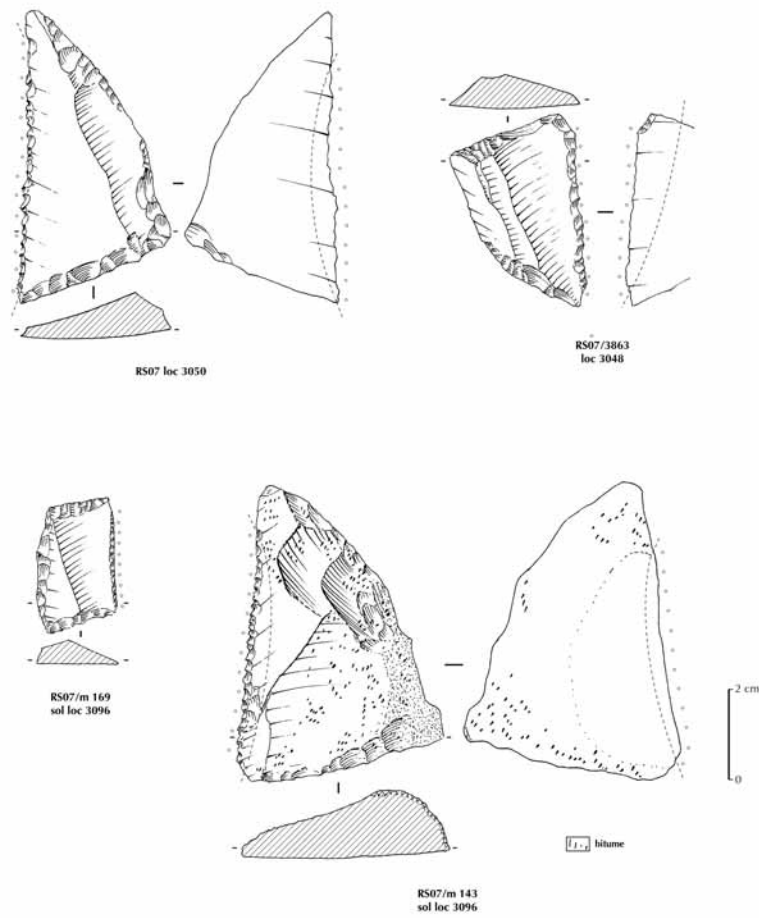 RS07 loc 3050
RS07/3863
loc 3048
RS07/m 169
sol loc 3096
2 cm
0
bitume
RS07/m 143
sol loc 3096